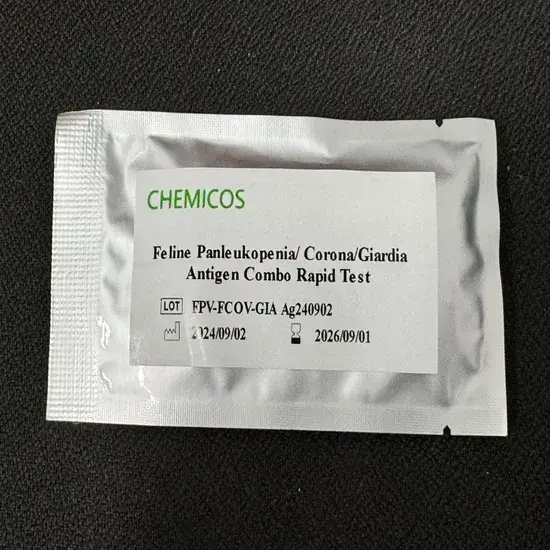 CHEMICOS
Feline Panleukopenia/ Corona/Giardia
Antigen Combo Rapid Test
LOT FPV-FCOV-GIA Ag240902
2024/09/02 2026/09/01